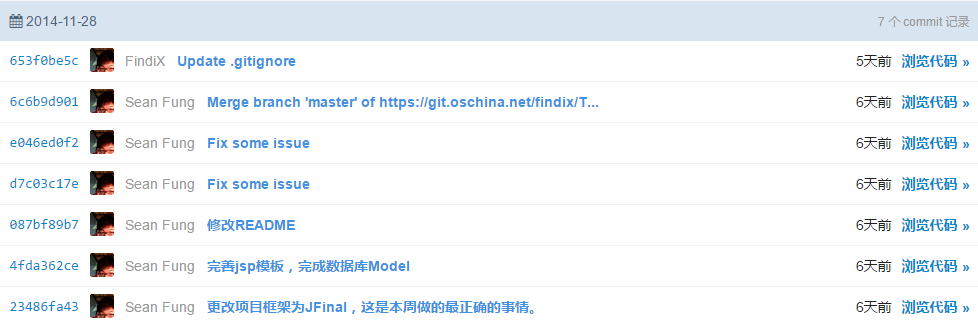 2014-11-28 7 个 commit 记录
653f0be5c FindiX Update .gitignore 5天前 浏览代码 »
6c6b9d901 Sean Fung Merge branch 'master' of https://git.oschina.net/findix/T... 6天前 浏览代码 »
e046ed0f2 Sean Fung Fix some issue 6天前 浏览代码 »
d7c03c17e Sean Fung Fix some issue 6天前 浏览代码 »
087bf89b7 Sean Fung 修改README 6天前 浏览代码 »
4fda362ce Sean Fung 完善jsp模板，完成数据库Model 6天前 浏览代码 »
23486fa43 Sean Fung 更改项目框架为JFinal，这是本周做的最正确的事情。 6天前 浏览代码 »